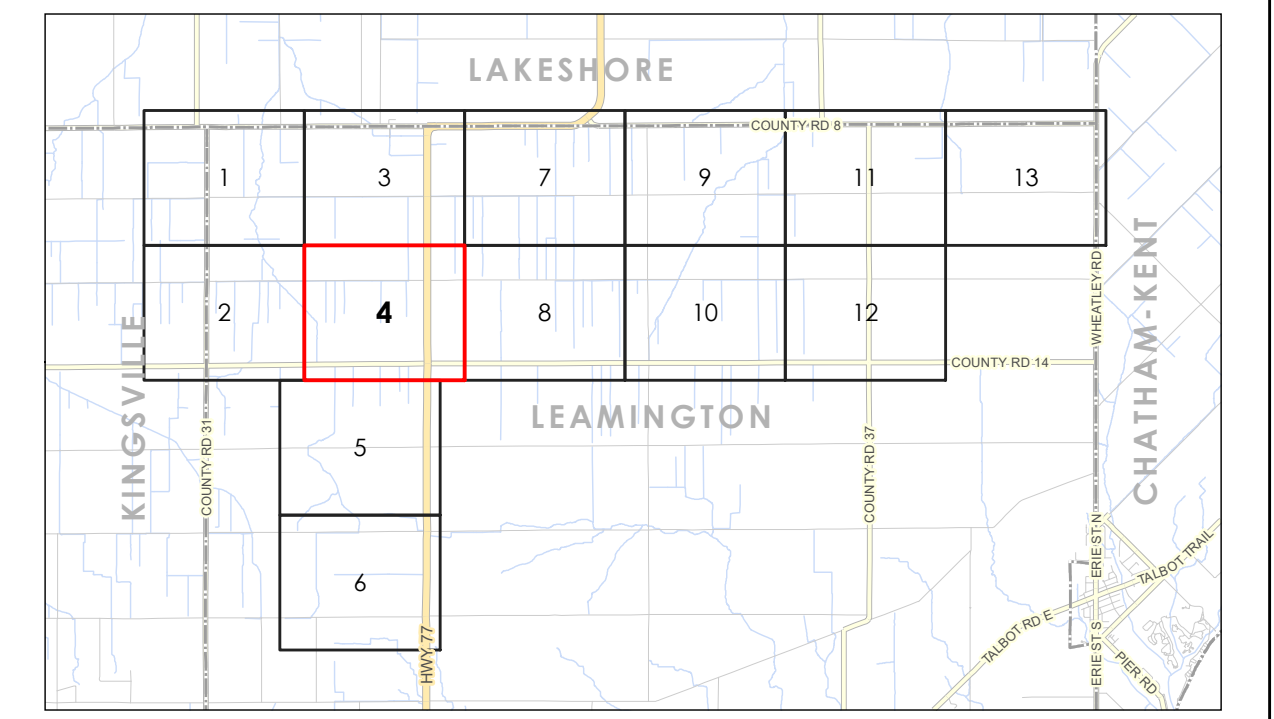 LAKESHORE
COUNTY RD 8
1
3
7
9
11
13
2
4
8
10
12
KINGSVILLE
CHATHAM-KENT
WHEATLEY RD
COUNTY RD 14
LEAMINGTON
COUNTY RD 31
5
COUNTY RD 37
6
HWY 77
ERIE ST N
TALBOT TRAIL
TALBOT RD E
ERIE ST S
PIER RD